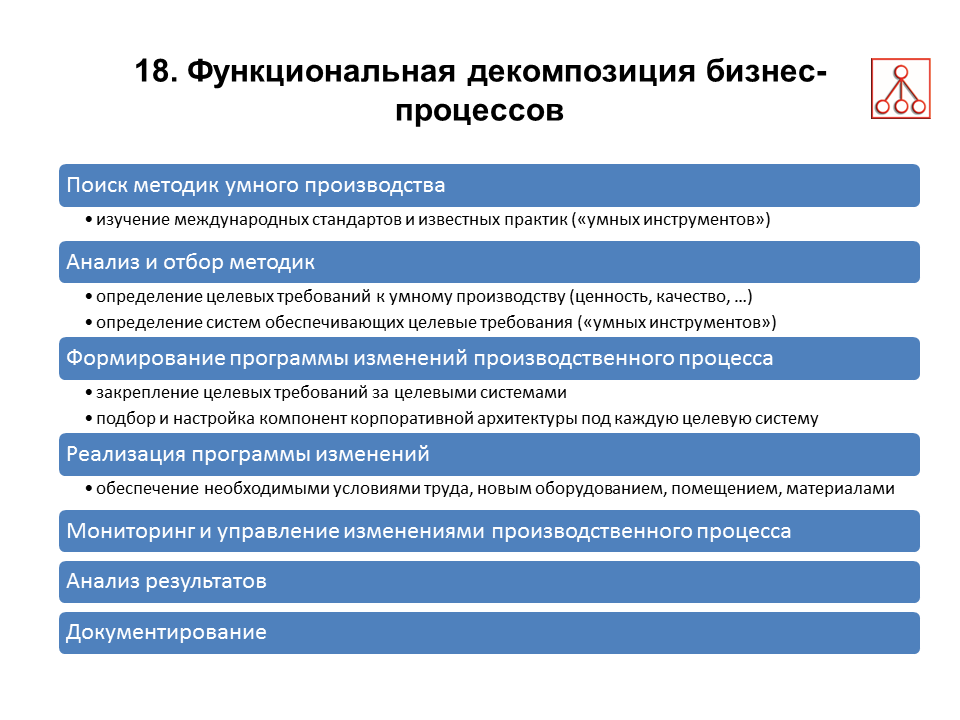 18. Функциональная декомпозиция бизнес-
процессов
Поиск методик умного производства
• изучение международных стандартов и известных практик («умных инструментов»)
Анализ и отбор методик
• определение целевых требований к умному производству (ценность, качество, …)
• определение систем обеспечивающих целевые требования («умных инструментов»)
Формирование программы изменений производственного процесса
• закрепление целевых требований за целевыми системами
• подбор и настройка компонент корпоративной архитектуры под каждую целевую систему
Реализация программы изменений
• обеспечение необходимыми условиями труда, новым оборудованием, помещением, материалами
Мониторинг и управление изменениями производственного процесса
Анализ результатов
Документирование